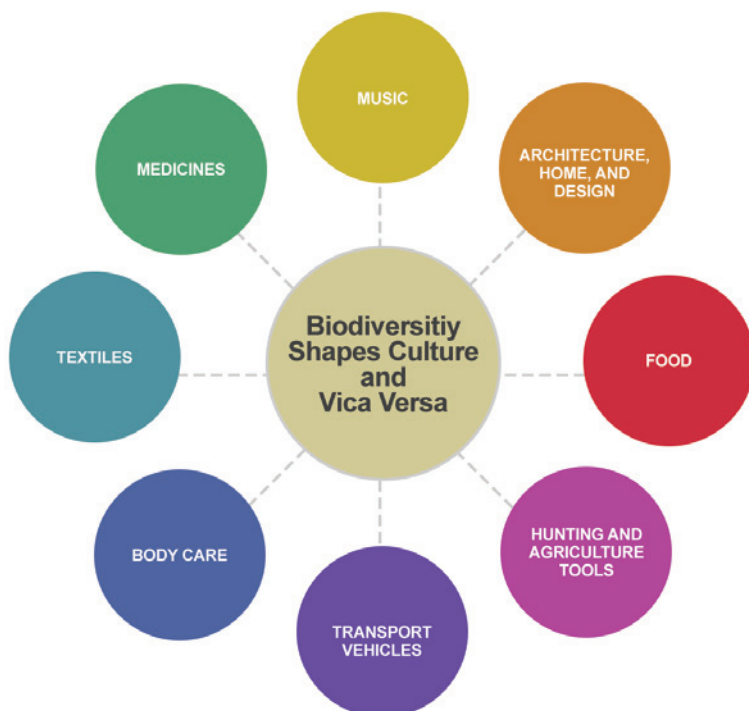 MUSIC
ARCHITECTURE,
HOME, AND
DESIGN
MEDICINES
Biodiversitiy
Shapes Culture
and
Vica Versa
TEXTILES
FOOD
HUNTING AND
AGRICULTURE
TOOLS
BODY CARE
TRANSPORT
VEHICLES